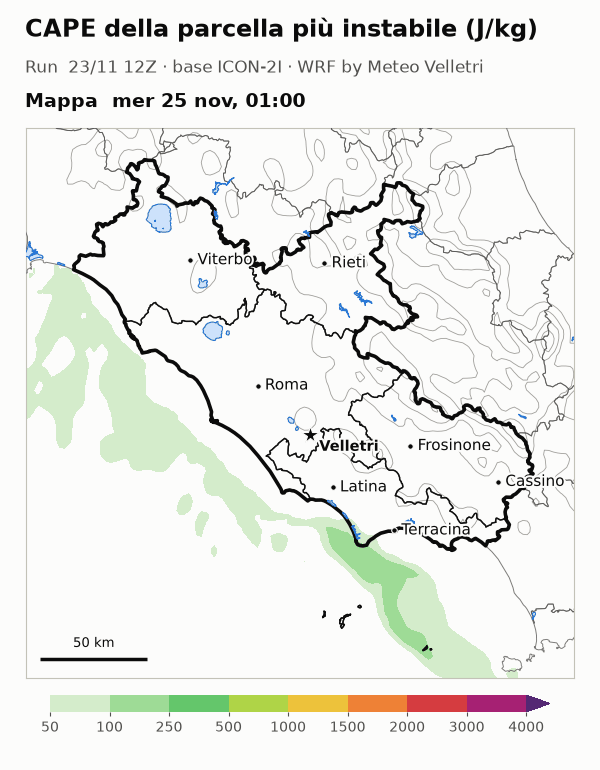 CAPE della parcella più instabile (J/kg)
Run 23/11 12Z · base ICON-2I · WRF by Meteo Velletri
Mappa mer 25 nov, 01:00
Viterbo
Rieti
Roma
Velletri
Frosinone
Cassino
Latina
Terracina
50 km
50 100 250 500 1000 1500 2000 3000 4000